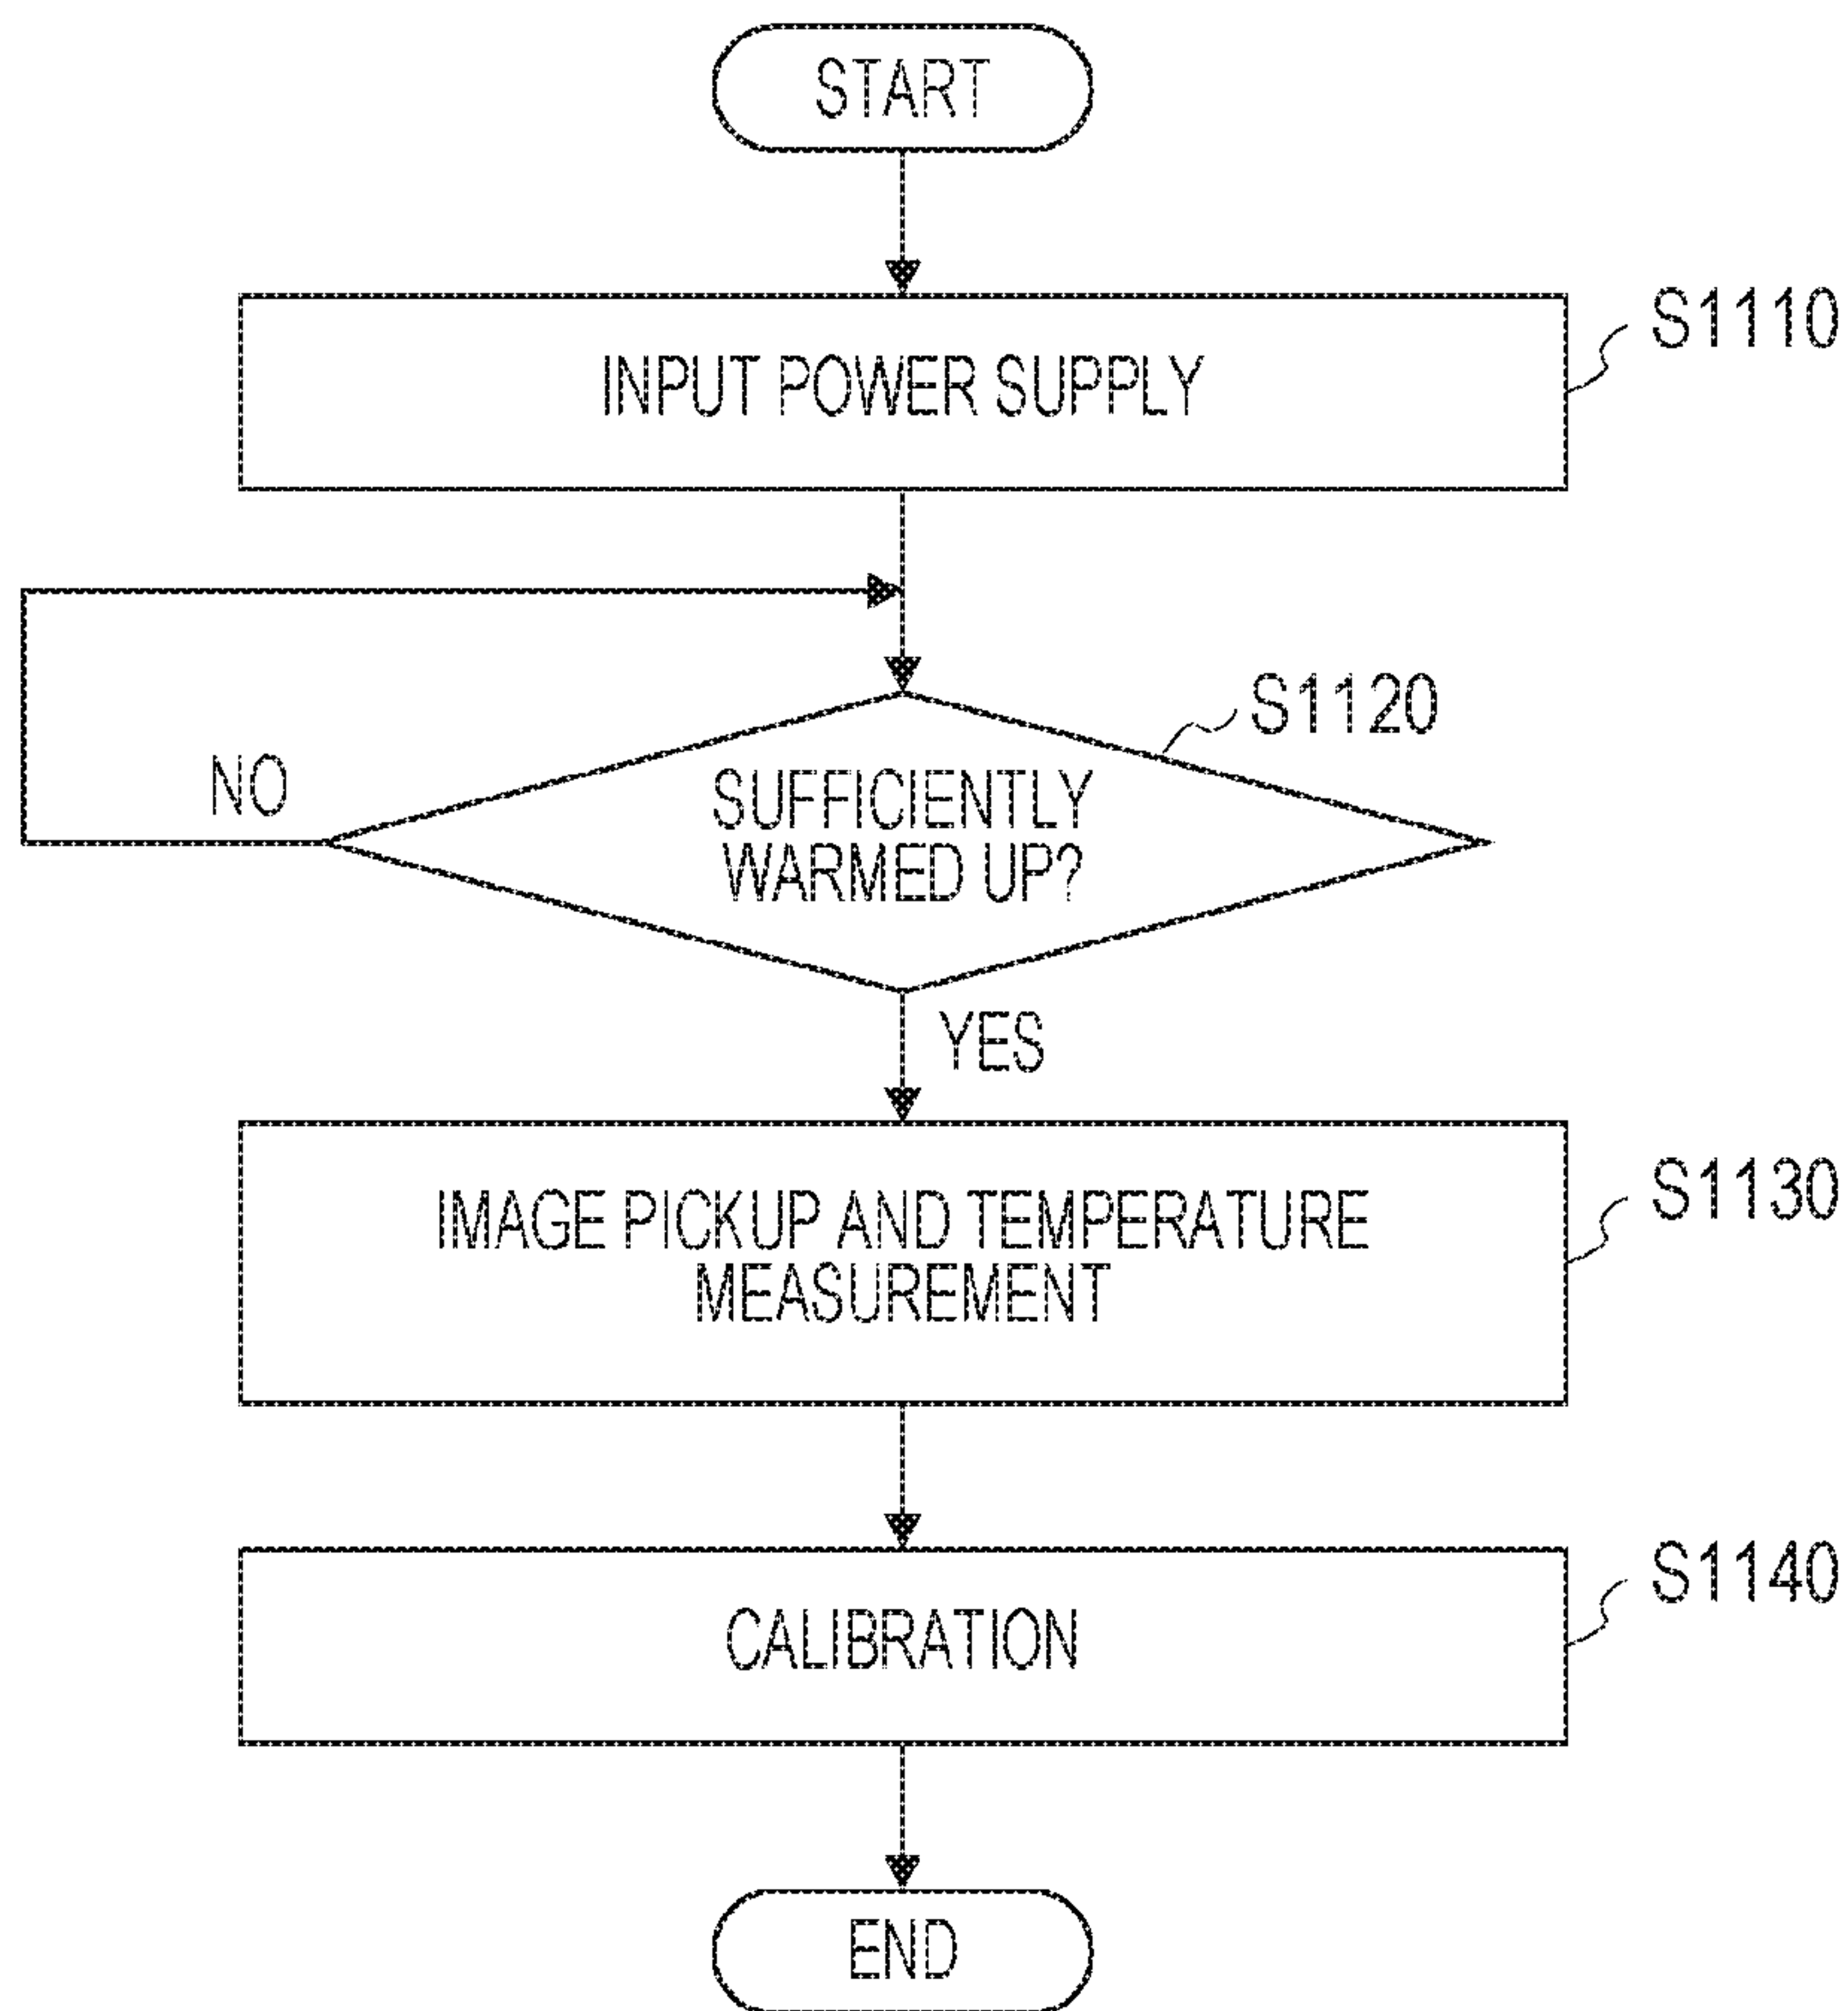 START
INPUT POWER SUPPLY
S1110
S1120
NO
SUFFICIENTLY
WARMED UP?
YES
IMAGE PICKUP AND TEMPERATURE
MEASUREMENT
S1130
CALIBRATION
S1140
END